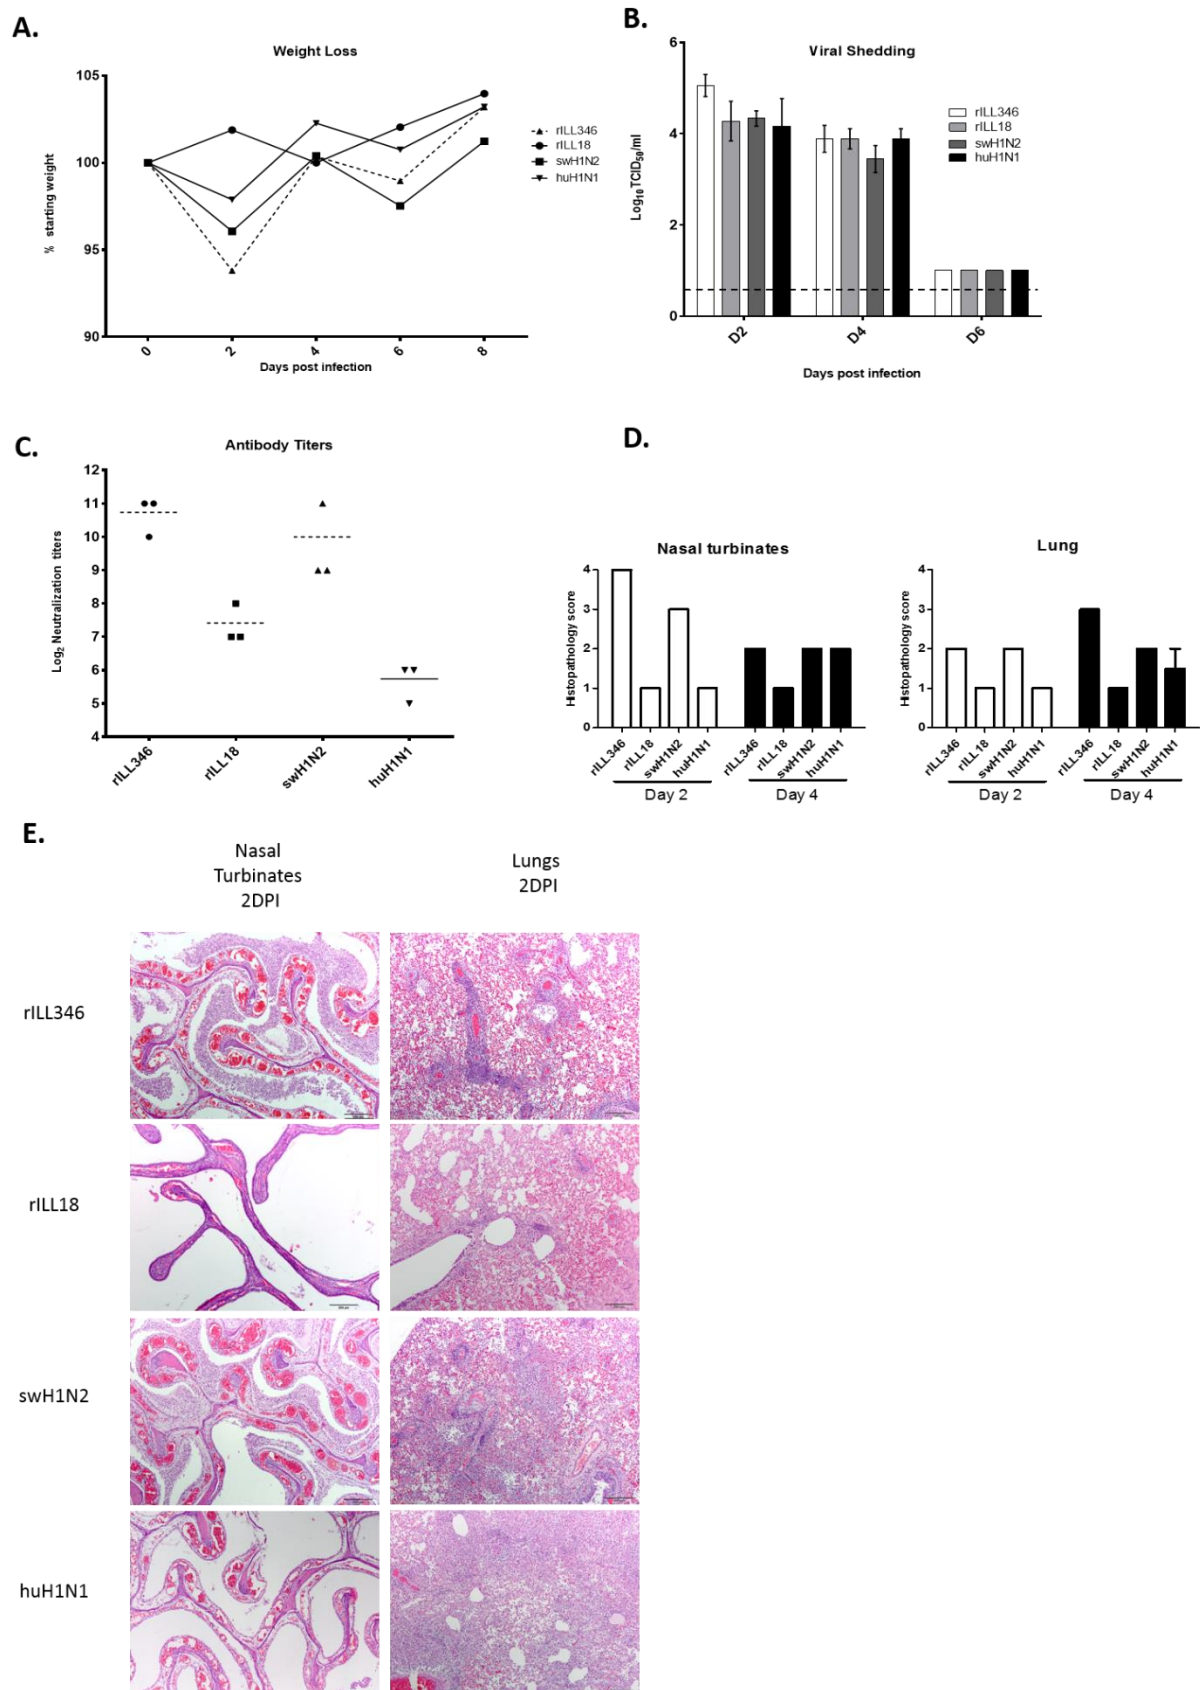 A.
Weight Loss
105
100
95
90
% starting weight
0
2
4
6
8
Days post infection
rILL346
rILL18
swH1N2
huH1N1
B.
Viral Shedding
6
4
2
0
Log10 TCID50/ml
D2
D4
D6
Days post infection
rILL346
rILL18
swH1N2
huH1N1
C.
Antibody Titers
12
11
10
9
8
7
6
5
4
Log2 Neutralization titers
rILL346
rILL18
swH1N2
huH1N1
D.
Nasal turbinates
4
3
2
1
0
Histopathology score
rILL346
rILL18
swH1N2
huH1N1
rILL346
rILL18
swH1N2
huH1N1
Day 2
Day 4
Lung
4
3
2
1
0
Histopathology score
rILL346
rILL18
swH1N2
huH1N1
rILL346
rILL18
swH1N2
huH1N1
Day 2
Day 4
E.
Nasal
Turbinates
2DPI
Lungs
2DPI
rILL346
rILL18
swH1N2
huH1N1